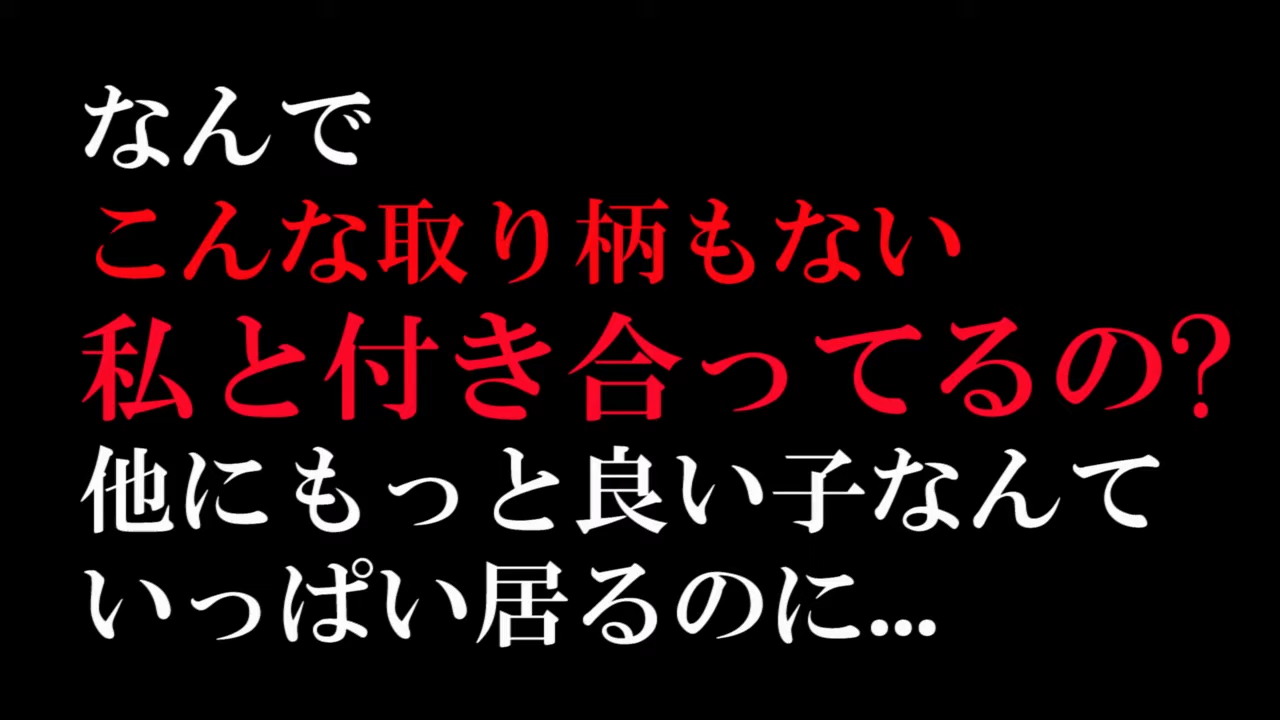 なんで
こんな取り柄もない
私と付き合ってるの?
他にもっと良い子なんて
いっぱい居るのに...